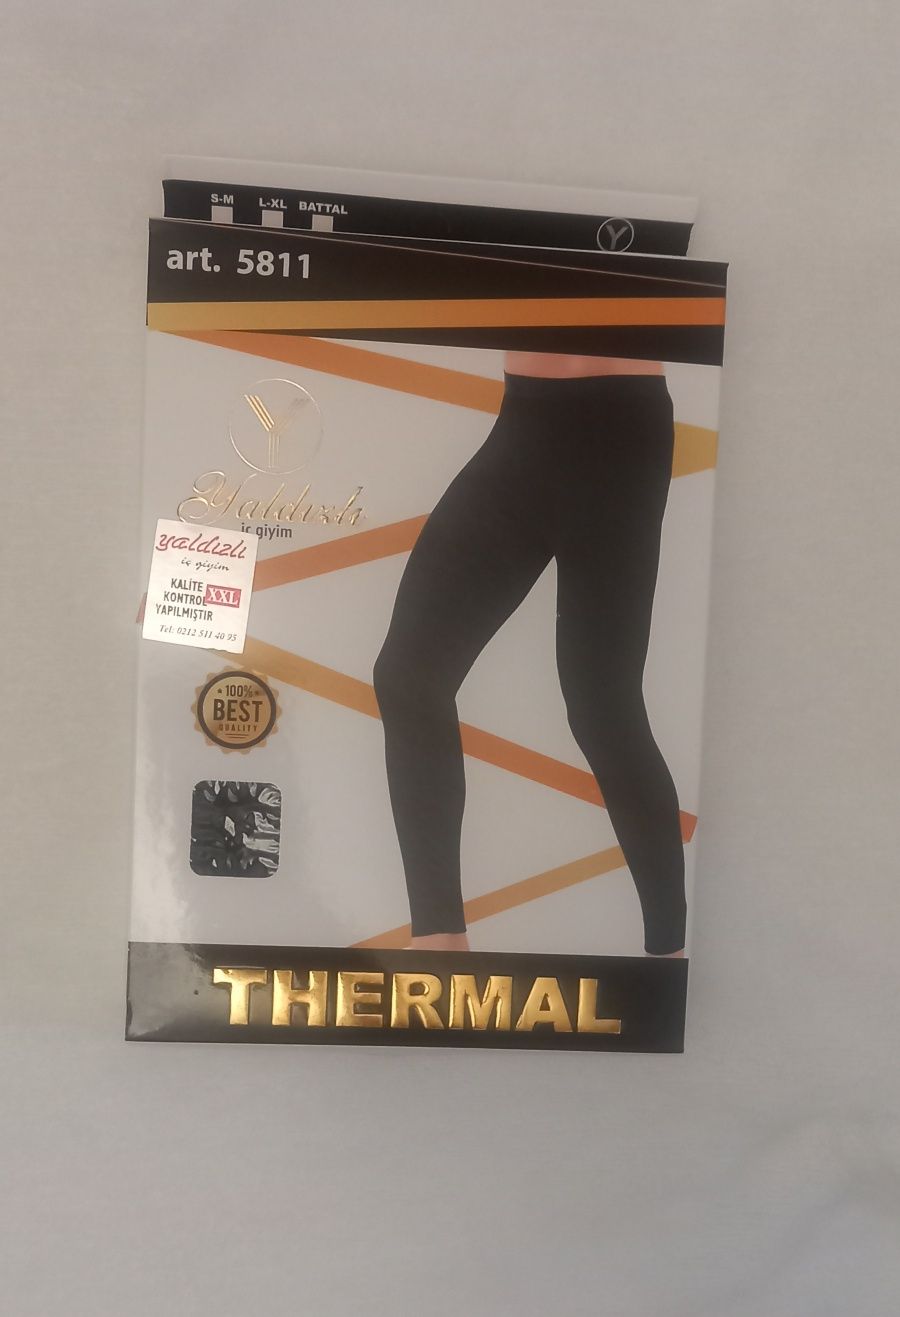 S-M L-XL BATTAL
Y
art. 5811
Y
Yaldızlı
iç giyim
yaldızlı
iç giyim
KALİTE
KONTROL XXL
YAPILMIŞTIR
Tel: 0212 511 40 95
100%
BEST
QUALITY
THERMAL